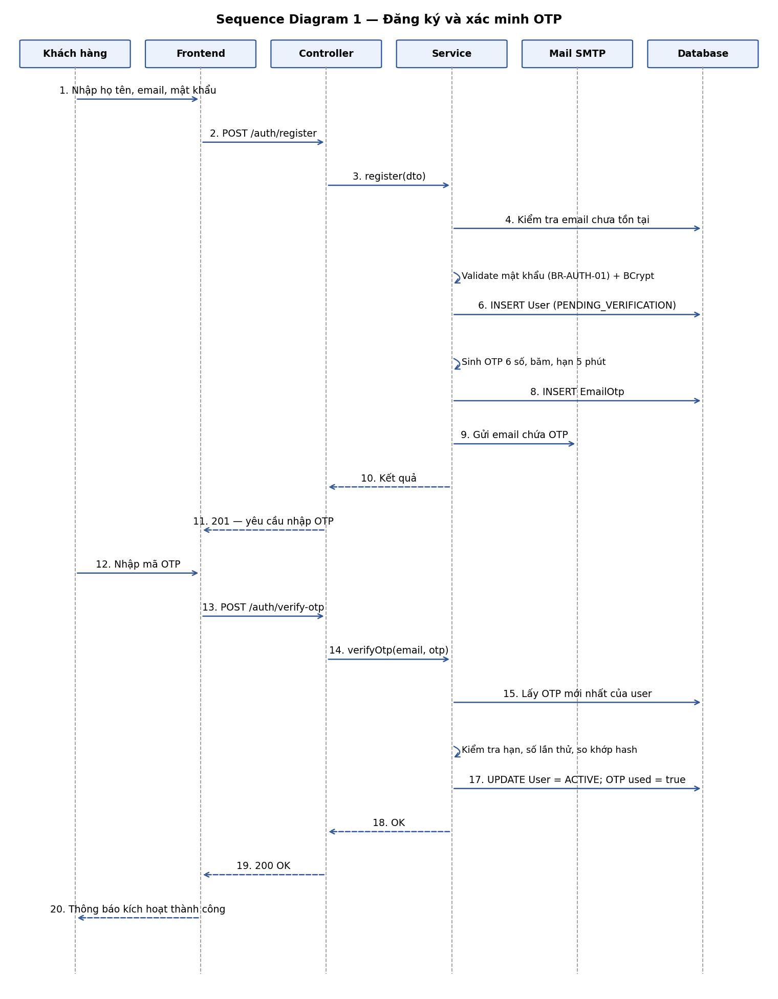 Sequence Diagram 1 — Đăng ký và xác minh OTP
Khách hàng
Frontend
Controller
Service
Mail SMTP
Database
1. Nhập họ tên, email, mật khẩu
2. POST /auth/register
3. register(dto)
4. Kiểm tra email chưa tồn tại
Validate mật khẩu (BR-AUTH-01) + BCrypt
6. INSERT User (PENDING_VERIFICATION)
Sinh OTP 6 số, băm, hạn 5 phút
8. INSERT EmailOtp
9. Gửi email chứa OTP
10. Kết quả
11. 201 — yêu cầu nhập OTP
12. Nhập mã OTP
13. POST /auth/verify-otp
14. verifyOtp(email, otp)
15. Lấy OTP mới nhất của user
Kiểm tra hạn, số lần thử, so khớp hash
17. UPDATE User = ACTIVE; OTP used = true
18. OK
19. 200 OK
20. Thông báo kích hoạt thành công